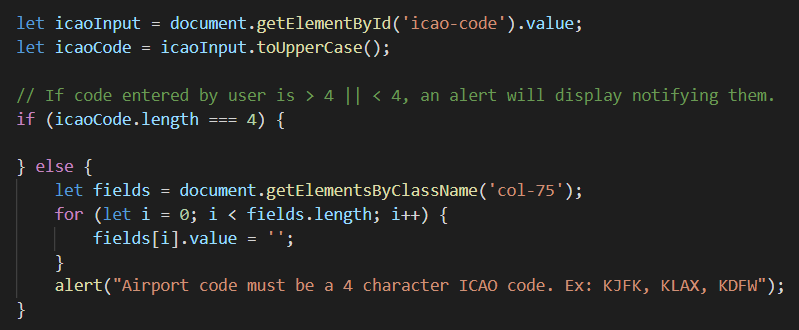 let icaoInput = document.getElementById('icao-code').value;
let icaoCode = icaoInput.toUpperCase();
// If code entered by user is > 4 || < 4, an alert will display notifying them.
if (icaoCode.length === 4) {
} else {
let fields = document.getElementsByClassName('col-75');
for (let i = 0; i < fields.length; i++) {
fields[i].value = '';
}
alert("Airport code must be a 4 character ICAO code. Ex: KJFK, KLAX, KDFW");
}